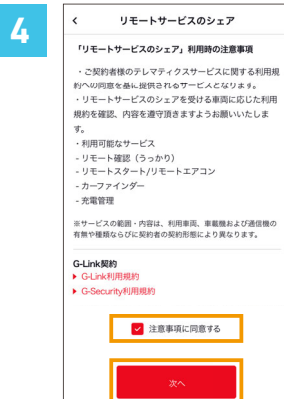 4
< リモートサービスのシェア
「リモートサービスのシェア」利用時の注意事項
・ご契約者様のテレマティクスサービスに関する利用規
約への同意を基に提供されるサービスとなります。
・リモートサービスのシェアを受ける車両に応じた利用
規約を確認、内容を遵守頂きますようお願いいたしま
す。
・利用可能なサービス
- リモート確認（うっかり）
- リモートスタート/リモートエアコン
- カーファインダー
- 充電管理
※サービスの範囲・内容は、利用車両、車載機および通信機の
有無や種類ならびに契約者の契約形態により異なります。
G-Link契約
▶ G-Link利用規約
▶ G-Security利用規約
注意事項に同意する
次へ